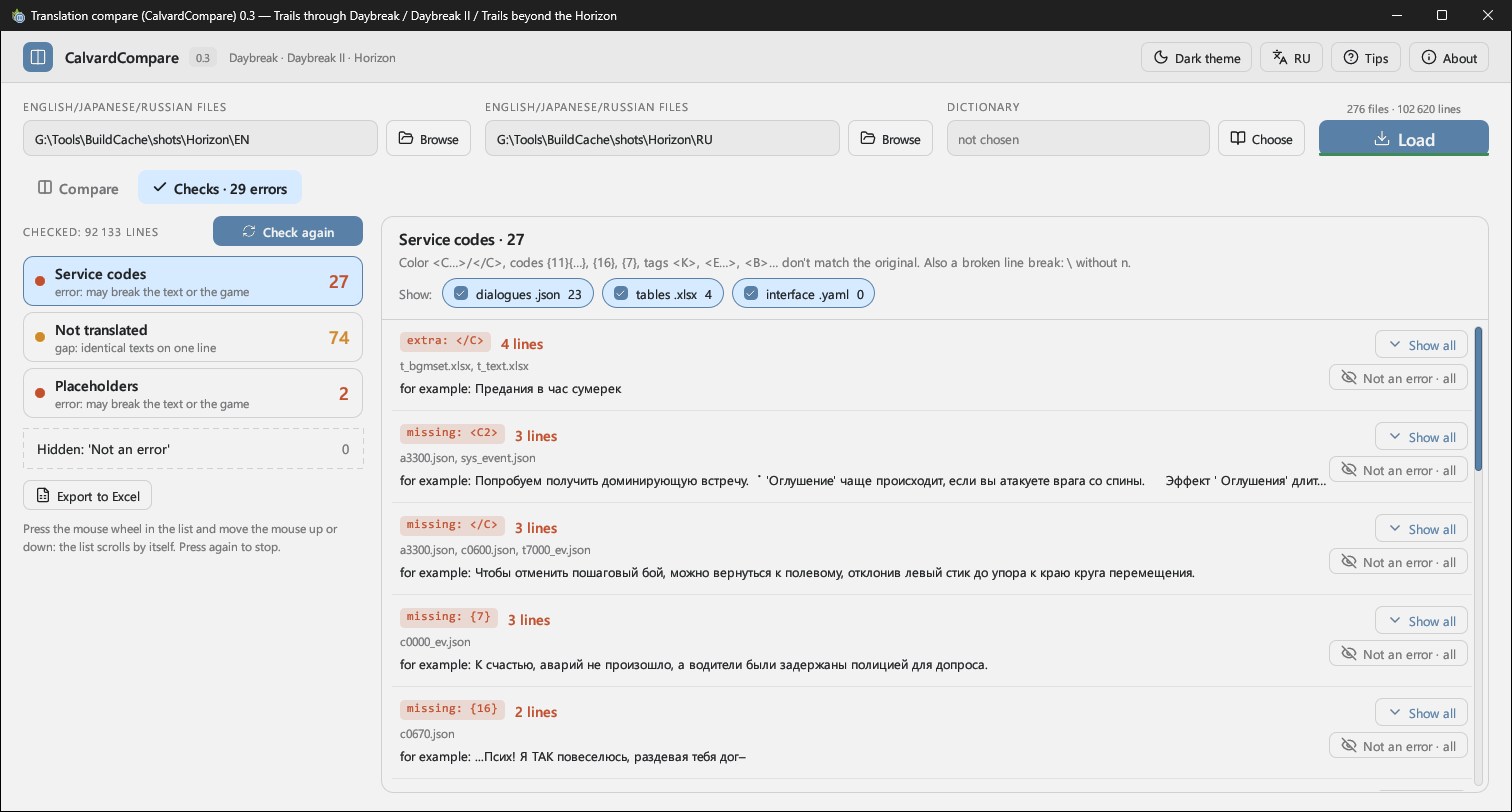 Translation compare (CalvardCompare) 0.3 — Trails through Daybreak / Daybreak II / Trails beyond the Horizon
CalvardCompare 0.3 Daybreak · Daybreak II · Horizon
Dark theme
RU
Tips
About
ENGLISH/JAPANESE/RUSSIAN FILES
G:\Tools\BuildCache\shots\Horizon\EN
Browse
ENGLISH/JAPANESE/RUSSIAN FILES
G:\Tools\BuildCache\shots\Horizon\RU
Browse
DICTIONARY
not chosen
Choose
276 files · 102 620 lines
Load
Compare
Checks · 29 errors
CHECKED: 92 133 LINES
Check again
Service codes
error: may break the text or the game
27
Not translated
gap: identical texts on one line
74
Placeholders
error: may break the text or the game
2
Hidden: 'Not an error' 0
Export to Excel
Press the mouse wheel in the list and move the mouse up or
down: the list scrolls by itself. Press again to stop.
Service codes · 27
Color <C...>/</C>, codes {11}{...}, {16}, {7}, tags <K>, <E...>, <B>... don't match the original. Also a broken line break: \ without n.
Show: dialogues .json 23 tables .xlsx 4 interface .yaml 0
extra: </C> 4 lines
t_bgmset.xlsx, t_text.xlsx
for example: Предания в час сумерек
Show all
Not an error · all
missing: <C2> 3 lines
a3300.json, sys_event.json
for example: Попробуем получить доминирующую встречу. ˚ 'Оглушение' чаще происходит, если вы атакуете врага со спины. Эффект ' Оглушения' длит...
Show all
Not an error · all
missing: </C> 3 lines
a3300.json, c0600.json, t7000_ev.json
for example: Чтобы отменить пошаговый бой, можно вернуться к полевому, отклонив левый стик до упора к краю круга перемещения.
Show all
Not an error · all
missing: {7} 3 lines
c0000_ev.json
for example: К счастью, аварий не произошло, а водители были задержаны полицией для допроса.
Show all
Not an error · all
missing: {16} 2 lines
c0670.json
for example: ...Псих! Я ТАК повеселюсь, раздевая тебя дог—
Show all
Not an error · all